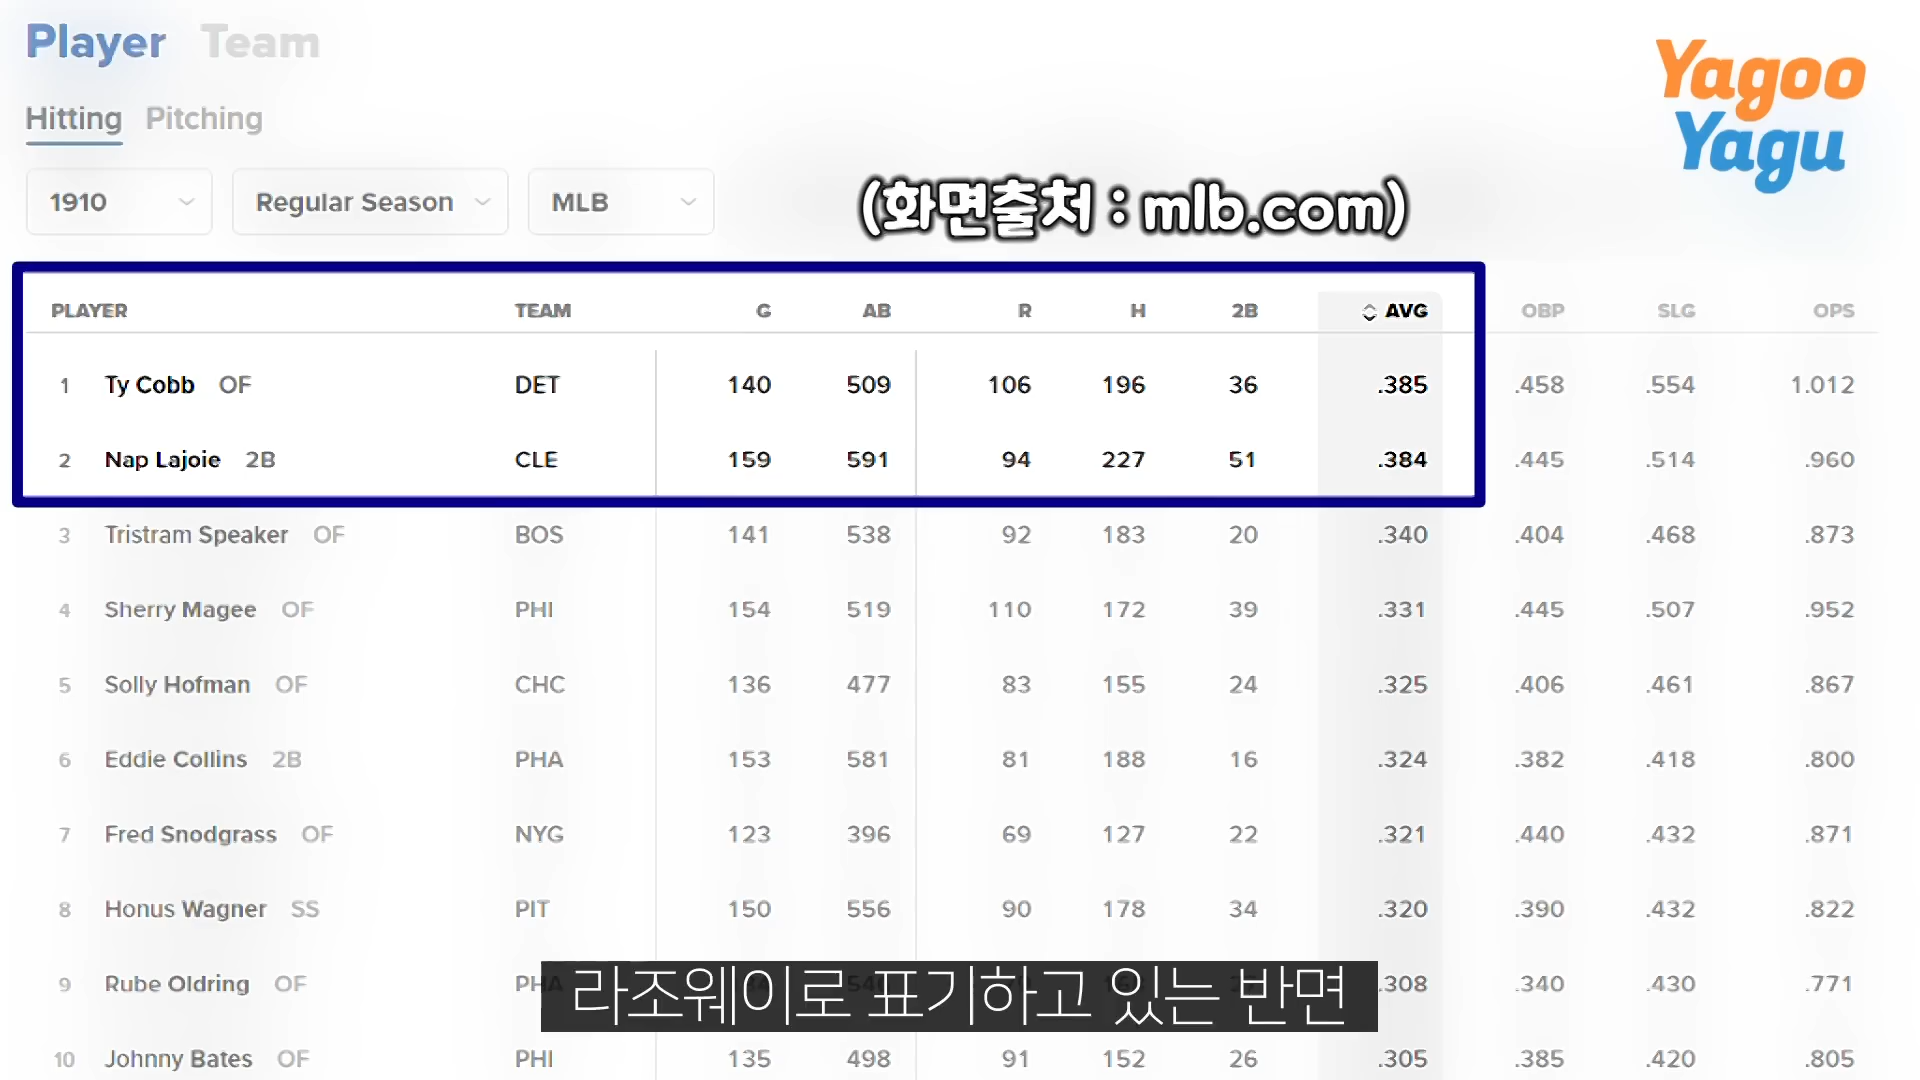 Player Team
Yagoo
Yagu
Hitting Pitching
1910 Regular Season MLB
(화면출처 : mlb.com)
PLAYER TEAM G AB R H 2B AVG OBP SLG OPS
1 Ty Cobb OF DET 140 509 106 196 36 .385 .458 .554 1.012
2 Nap Lajoie 2B CLE 159 591 94 227 51 .384 .445 .514 .960
3 Tristram Speaker OF BOS 141 538 92 183 20 .340 .404 .468 .873
4 Sherry Magee OF PHI 154 519 110 172 39 .331 .445 .507 .952
5 Solly Hofman OF CHC 136 477 83 155 24 .325 .406 .461 .867
6 Eddie Collins 2B PHA 153 581 81 188 16 .324 .382 .418 .800
7 Fred Snodgrass OF NYG 123 396 69 127 22 .321 .440 .432 .871
8 Honus Wagner SS PIT 150 556 90 178 34 .320 .390 .432 .822
9 Rube Oldring OF PHA .308 .340 .430 .771
라조웨이로 표기하고 있는 반면
10 Johnny Bates OF PHI 135 498 91 152 26 .305 .385 .420 .805